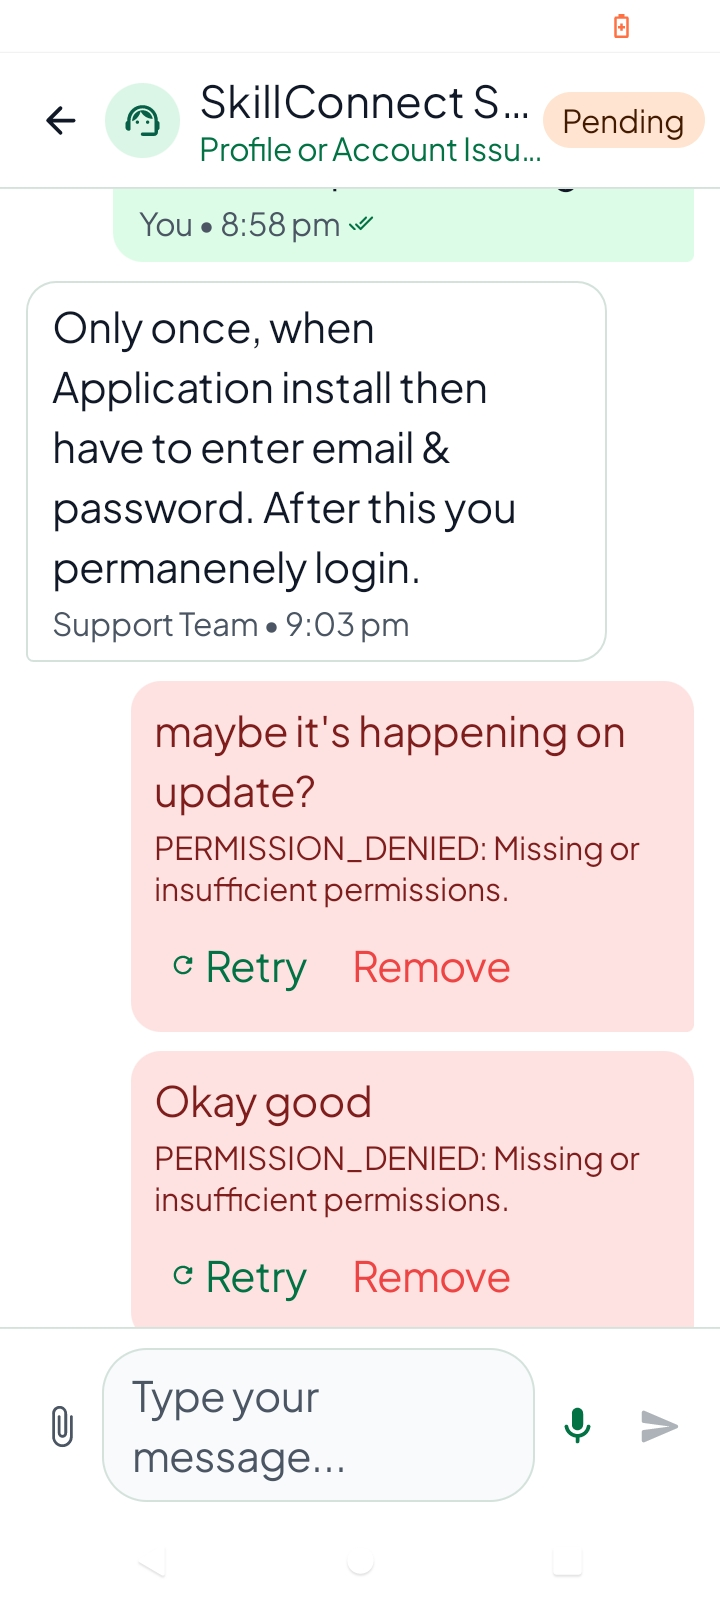 SkillConnect S...
Profile or Account Issu...
Pending
You • 8:58 pm
Only once, when
Application install then
have to enter email &
password. After this you
permanenely login.
Support Team • 9:03 pm
maybe it's happening on
update?
PERMISSION_DENIED: Missing or
insufficient permissions.
Retry Remove
Okay good
PERMISSION_DENIED: Missing or
insufficient permissions.
Retry Remove
Type your
message...